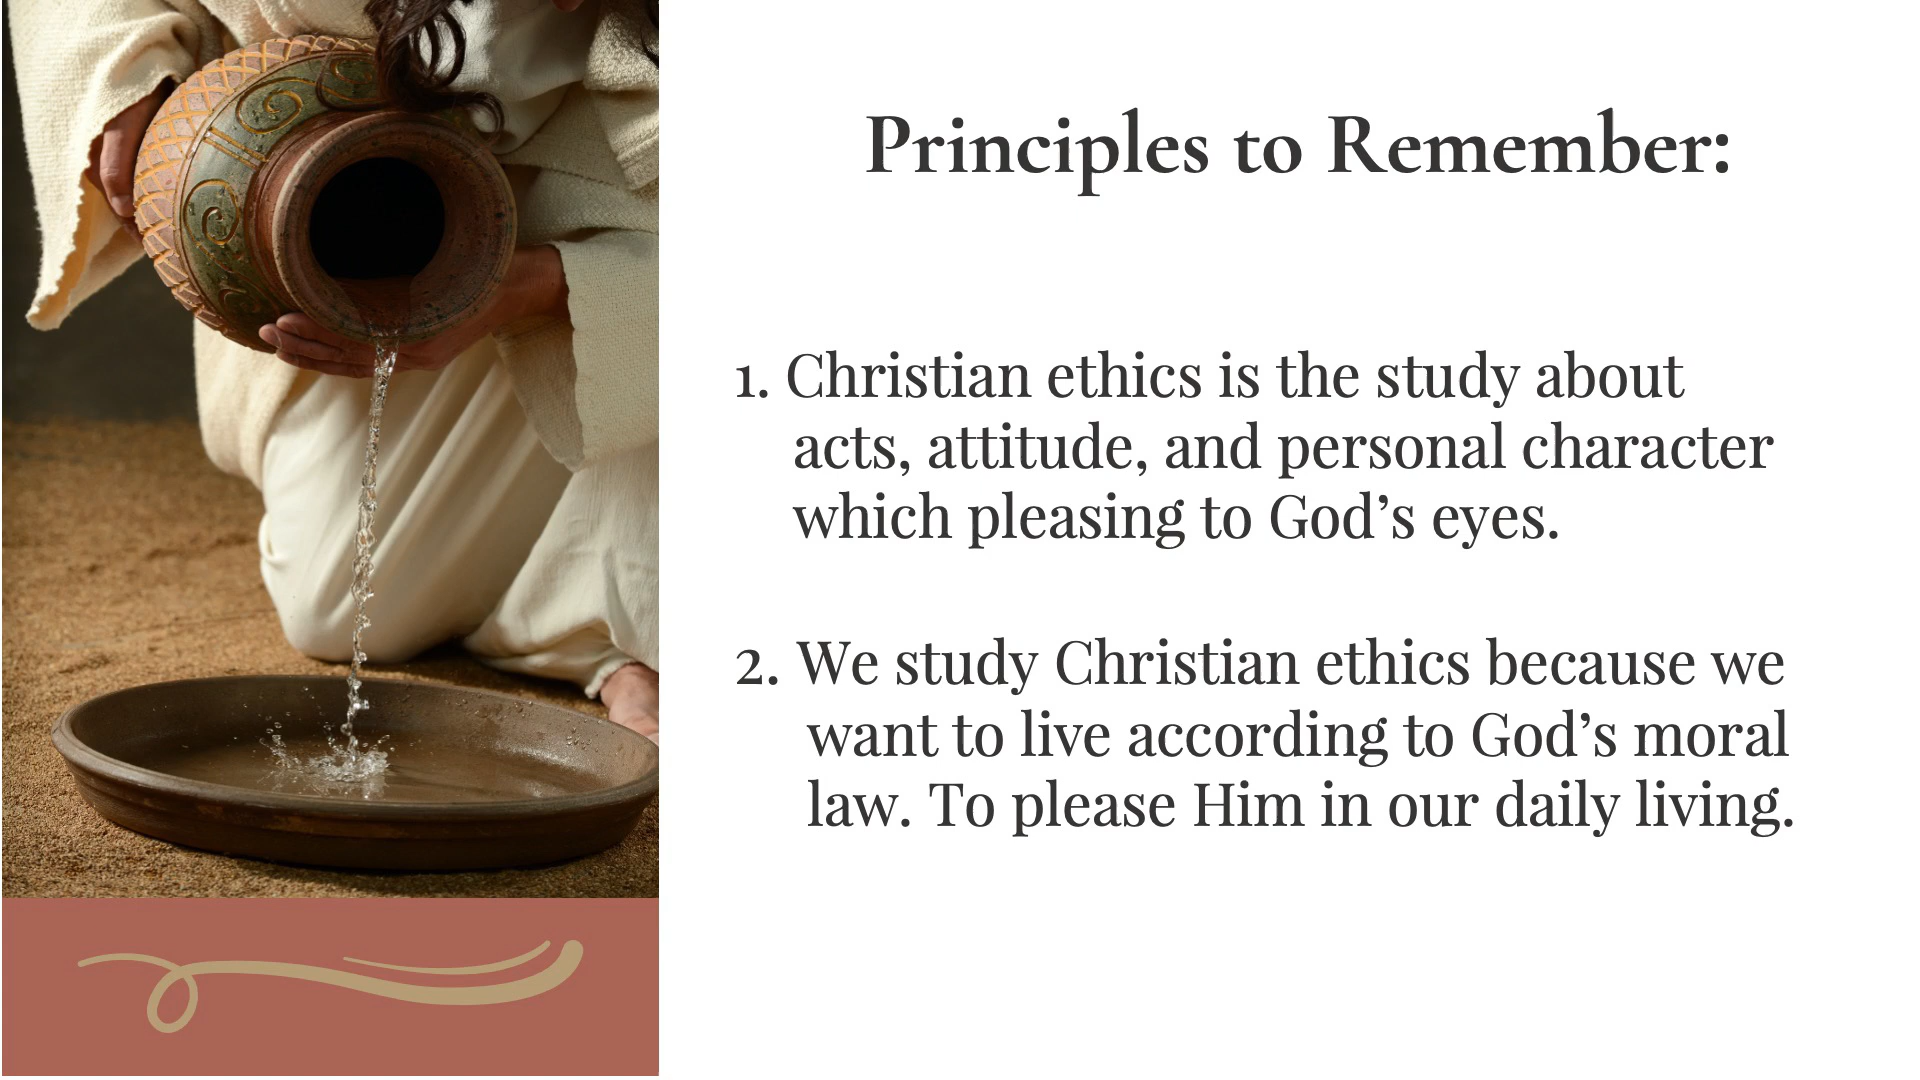 Principles to Remember:
1. Christian ethics is the study about
acts, attitude, and personal character
which pleasing to God’s eyes.
2. We study Christian ethics because we
want to live according to God’s moral
law. To please Him in our daily living.